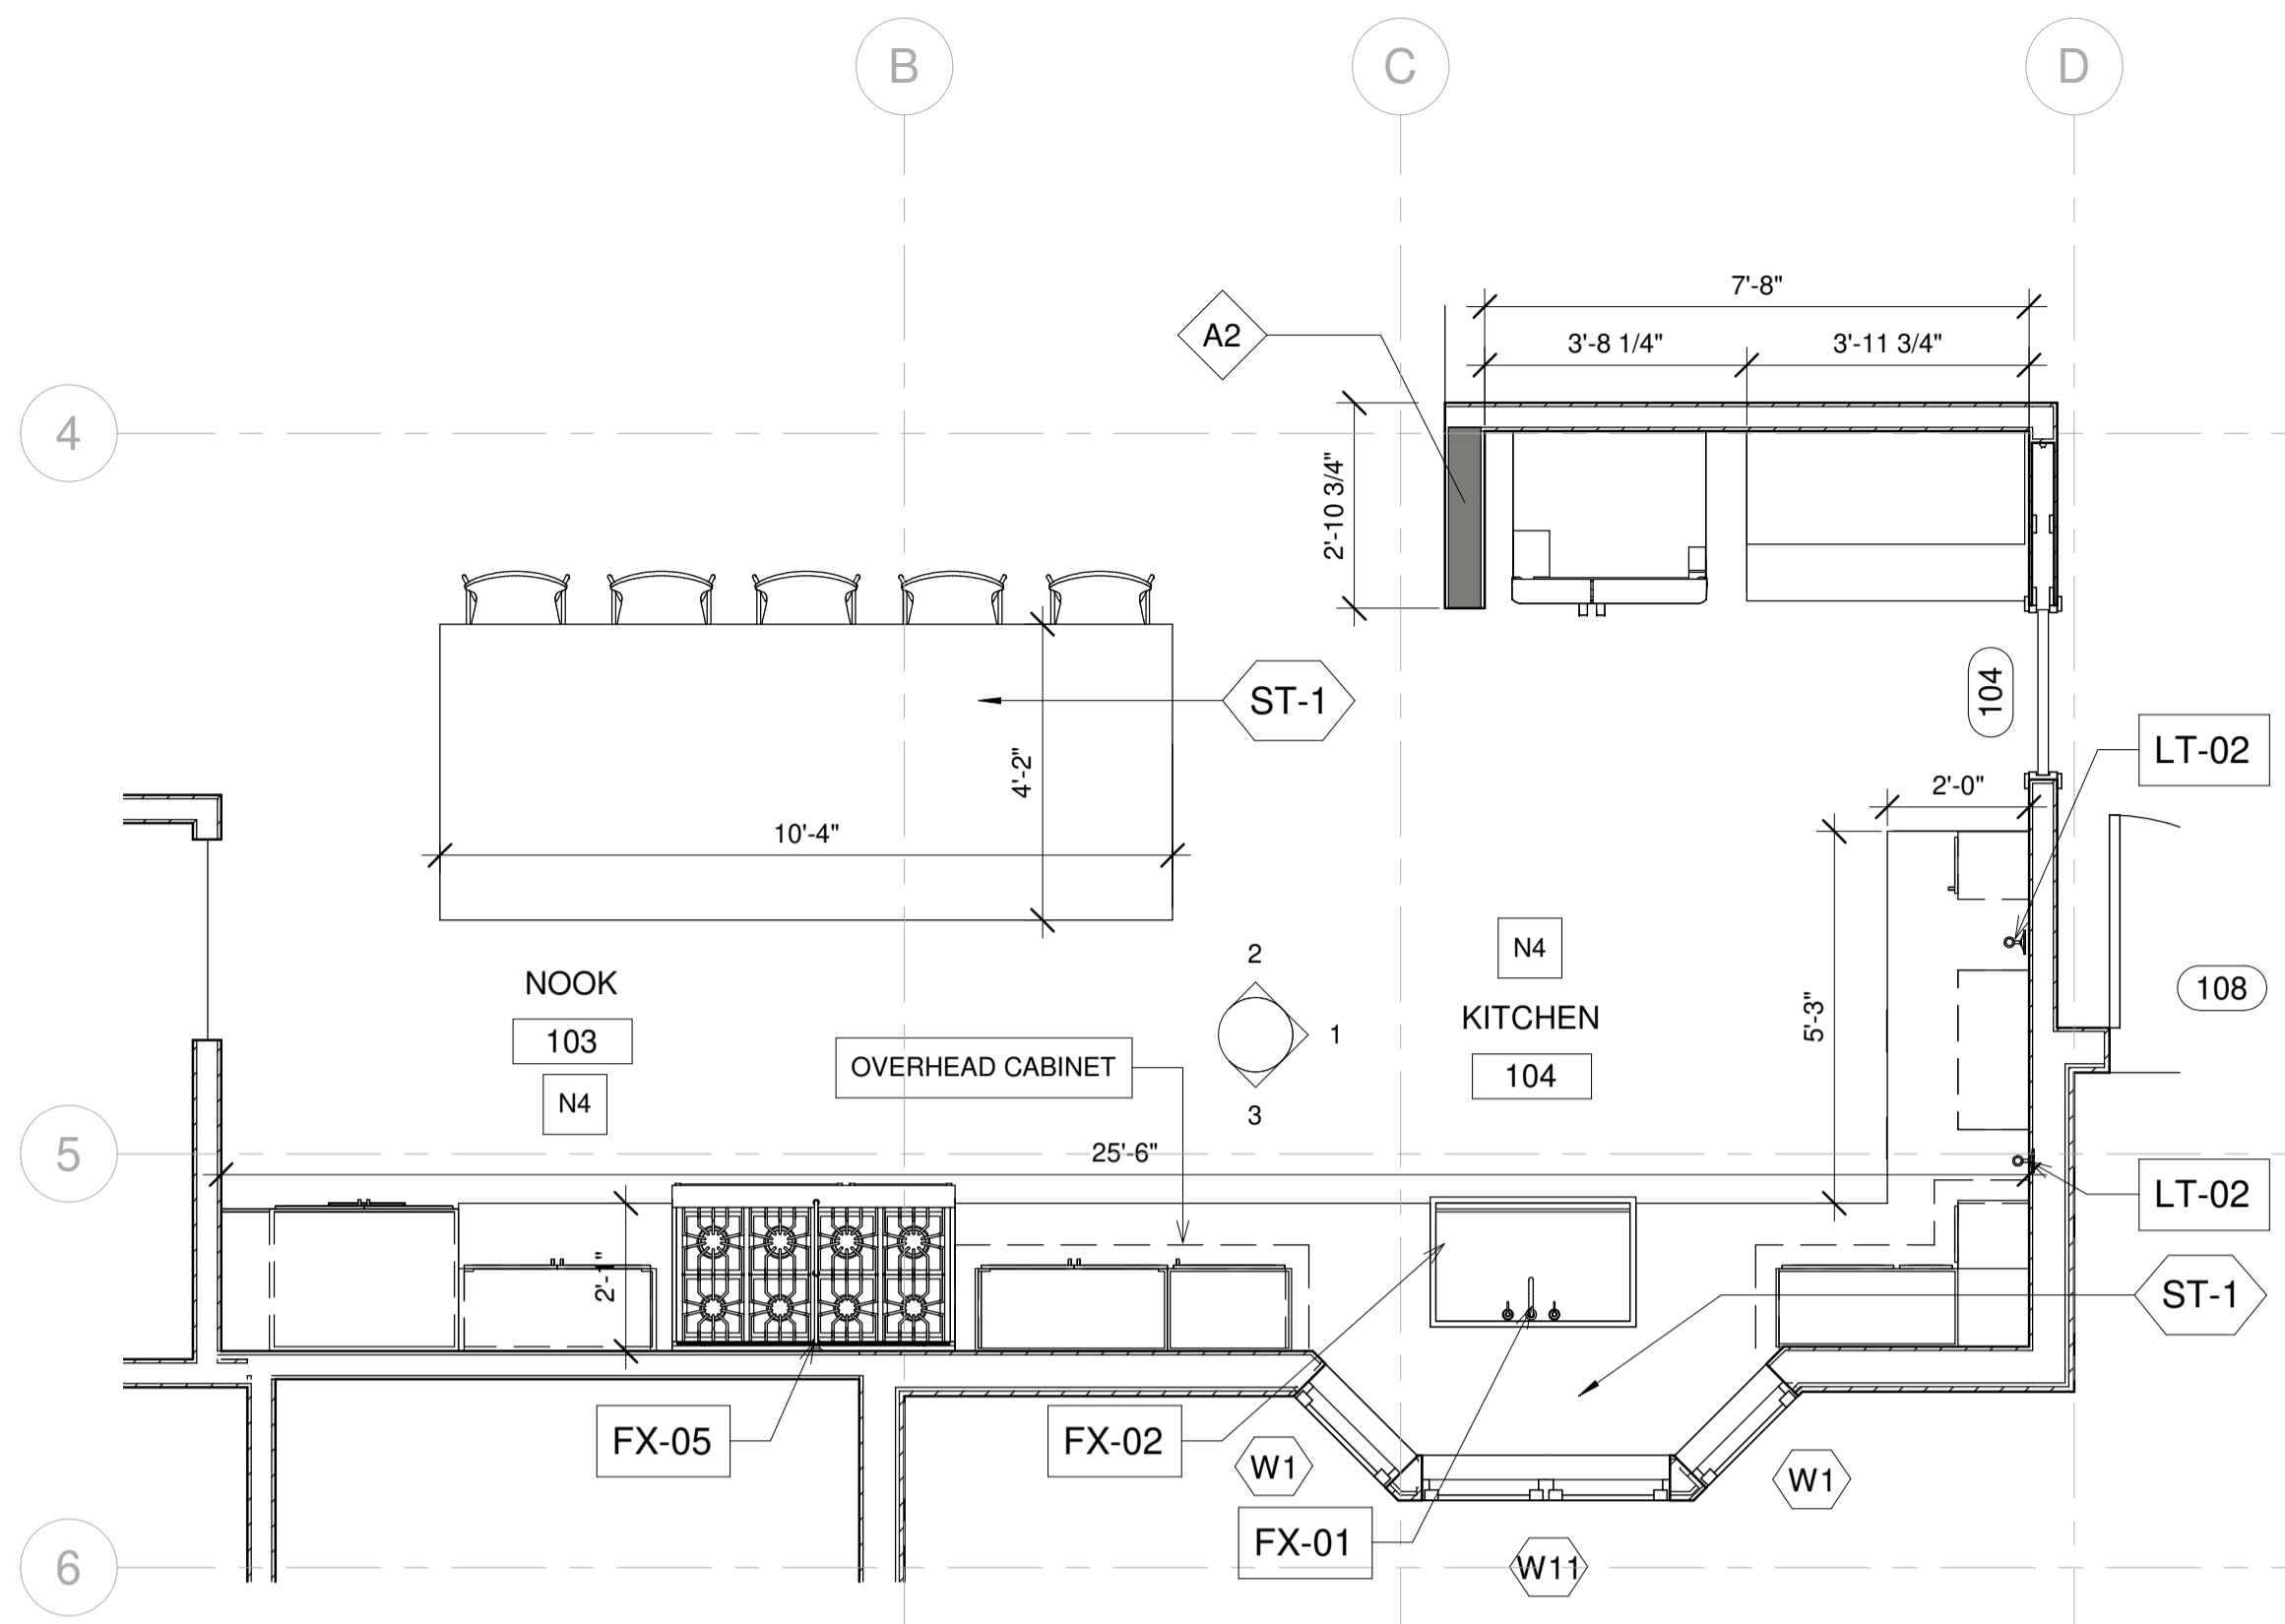 B
C
D
7'-8"
A2
3'-8 1/4"
3'-11 3/4"
4
2'-10 3/4"
ST-1
104
LT-02
4'-2"
2'-0"
10'-4"
N4
2
NOOK
108
103
KITCHEN
5'-3"
1
OVERHEAD CABINET
104
N4
3
5
25'-6"
LT-02
2'-1"
ST-1
FX-05
FX-02
W1
W1
FX-01
6
W11